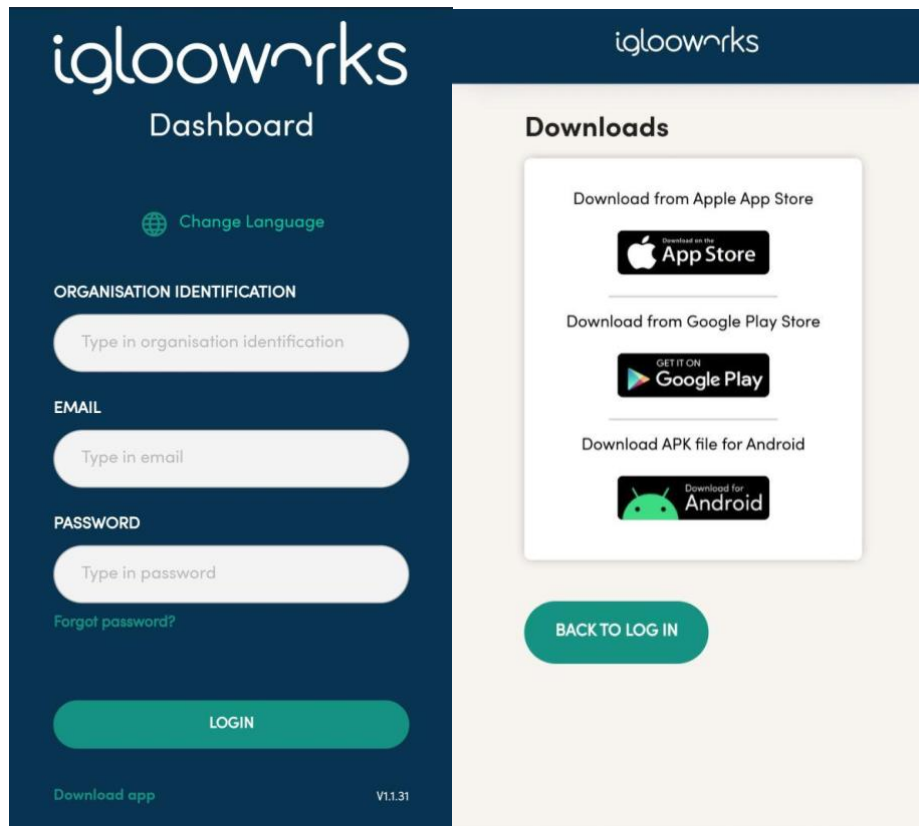 iglooworks
Dashboard
Change Language
ORGANISATION IDENTIFICATION
Type in organisation identification
EMAIL
Type in email
PASSWORD
Type in password
Forgot password?
LOGIN
Download app
V1.1.31
iglooworks
Downloads
Download from Apple App Store
Download on the
App Store
Download from Google Play Store
GET IT ON
Google Play
Download APK file for Android
Download for
Android
BACK TO LOG IN